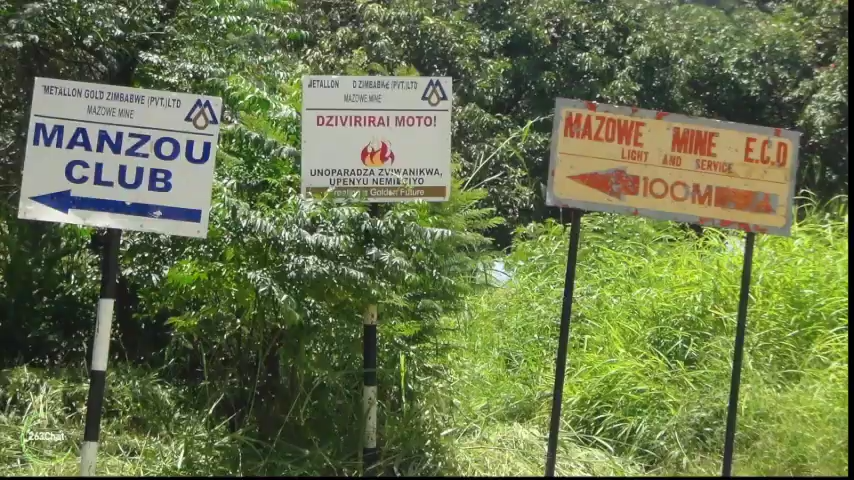 METALLON GOLD ZIMBABWE (PVT.)LTD
MAZOWE MINE
MANZOU
CLUB
METALLON D ZIMBABWE (PVT.)LTD
MAZOWE MINE
DZIVIRIRAI MOTO!
UNOPARADZA ZVIWANIKWA,
UPENYU
Golden Future
MAZOWE MINE E.C.D
LIGHT AND SERVICE
100M
263Chat